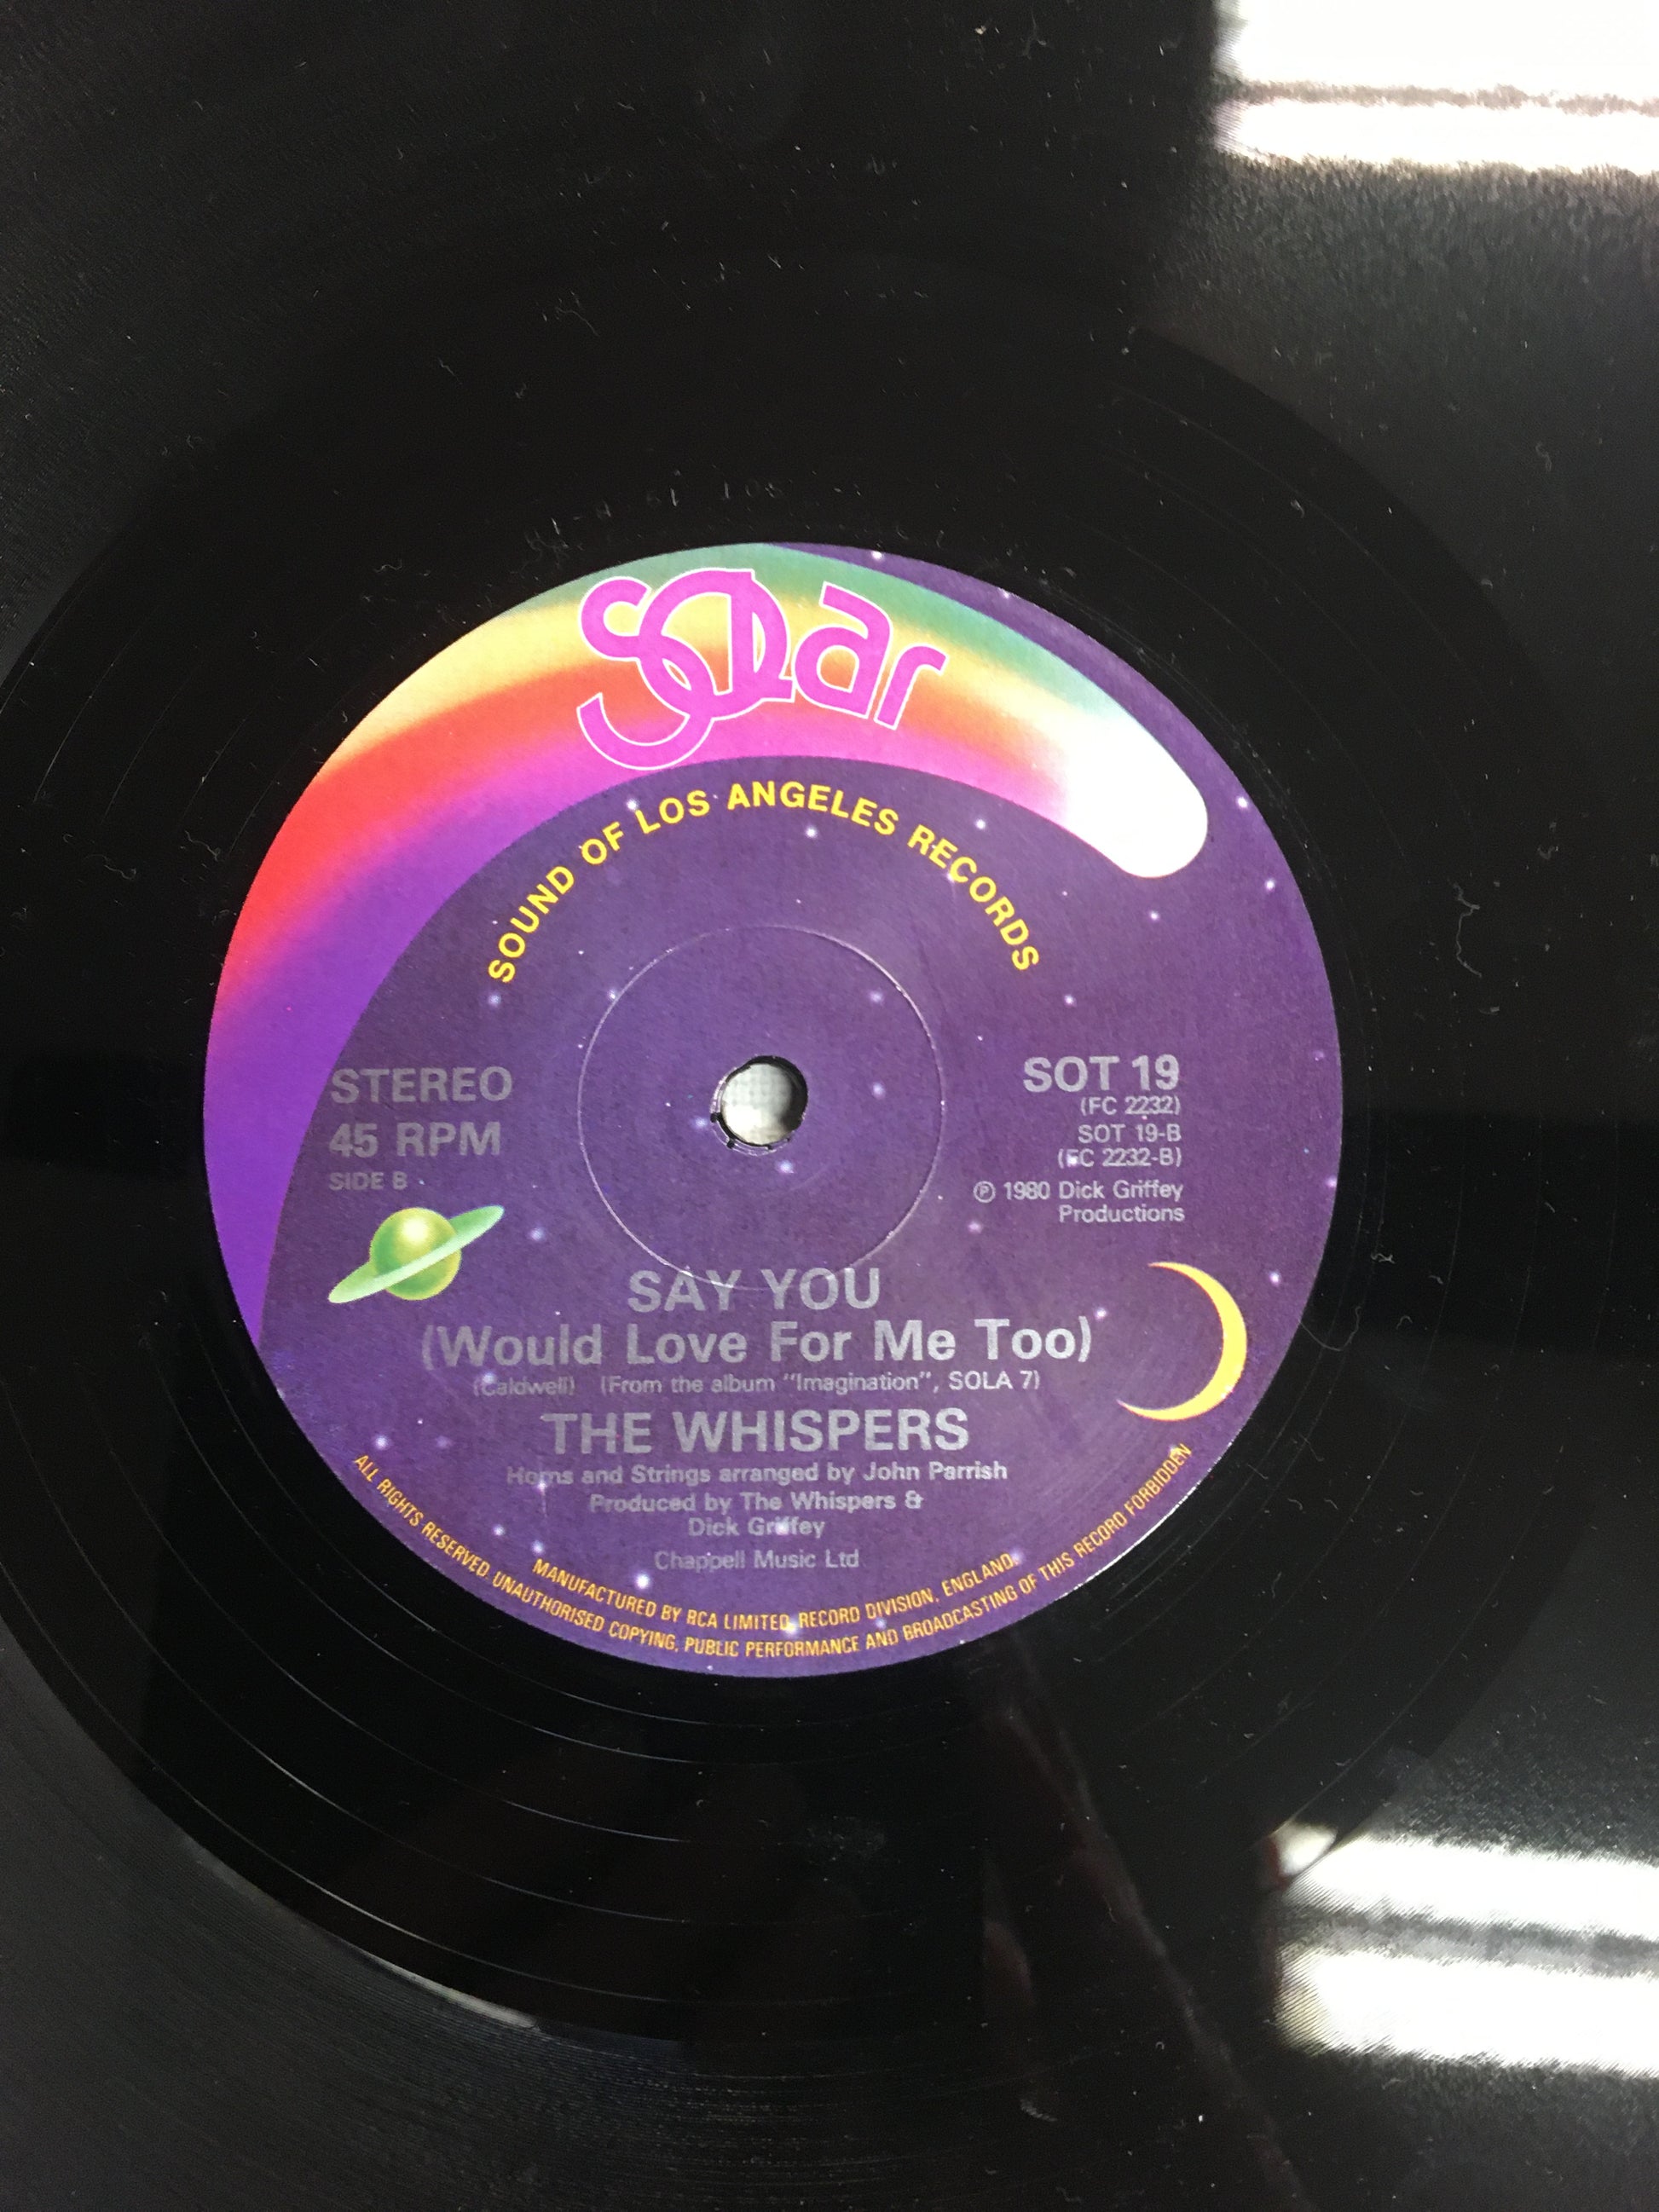 Solar
SOUND OF LOS ANGELES RECORDS
STEREO
45 RPM
SIDE B
SOT 19
(FC 2232)
SOT 19-B
(FC 2232-B)
℗ 1980 Dick Griffey
Productions
SAY YOU
(Would Love For Me Too)
(Caldwell) (From the album "Imagination", SOLA 7)
THE WHISPERS
Horns and Strings arranged by John Parrish
Produced by The Whispers &
Dick Griffey
Chappell Music Ltd
MANUFACTURED BY RCA LIMITED, RECORD DIVISION, ENGLAND.
ALL RIGHTS RESERVED. UNAUTHORISED COPYING, PUBLIC PERFORMANCE AND BROADCASTING OF THIS RECORD FORBIDDEN